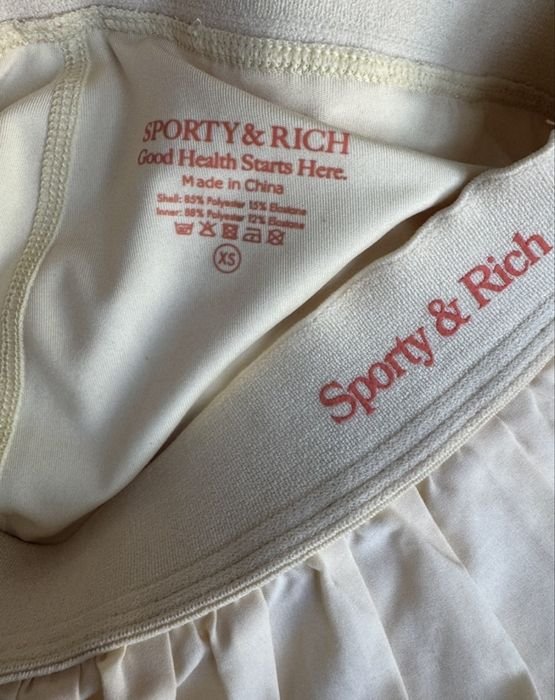 SPORTY & RICH
Good Health Starts Here.
Made in China
Shell: 85% Polyester 15% Elastane
Inner: 88% Polyester 12% Elastane
XS
Sporty & Rich